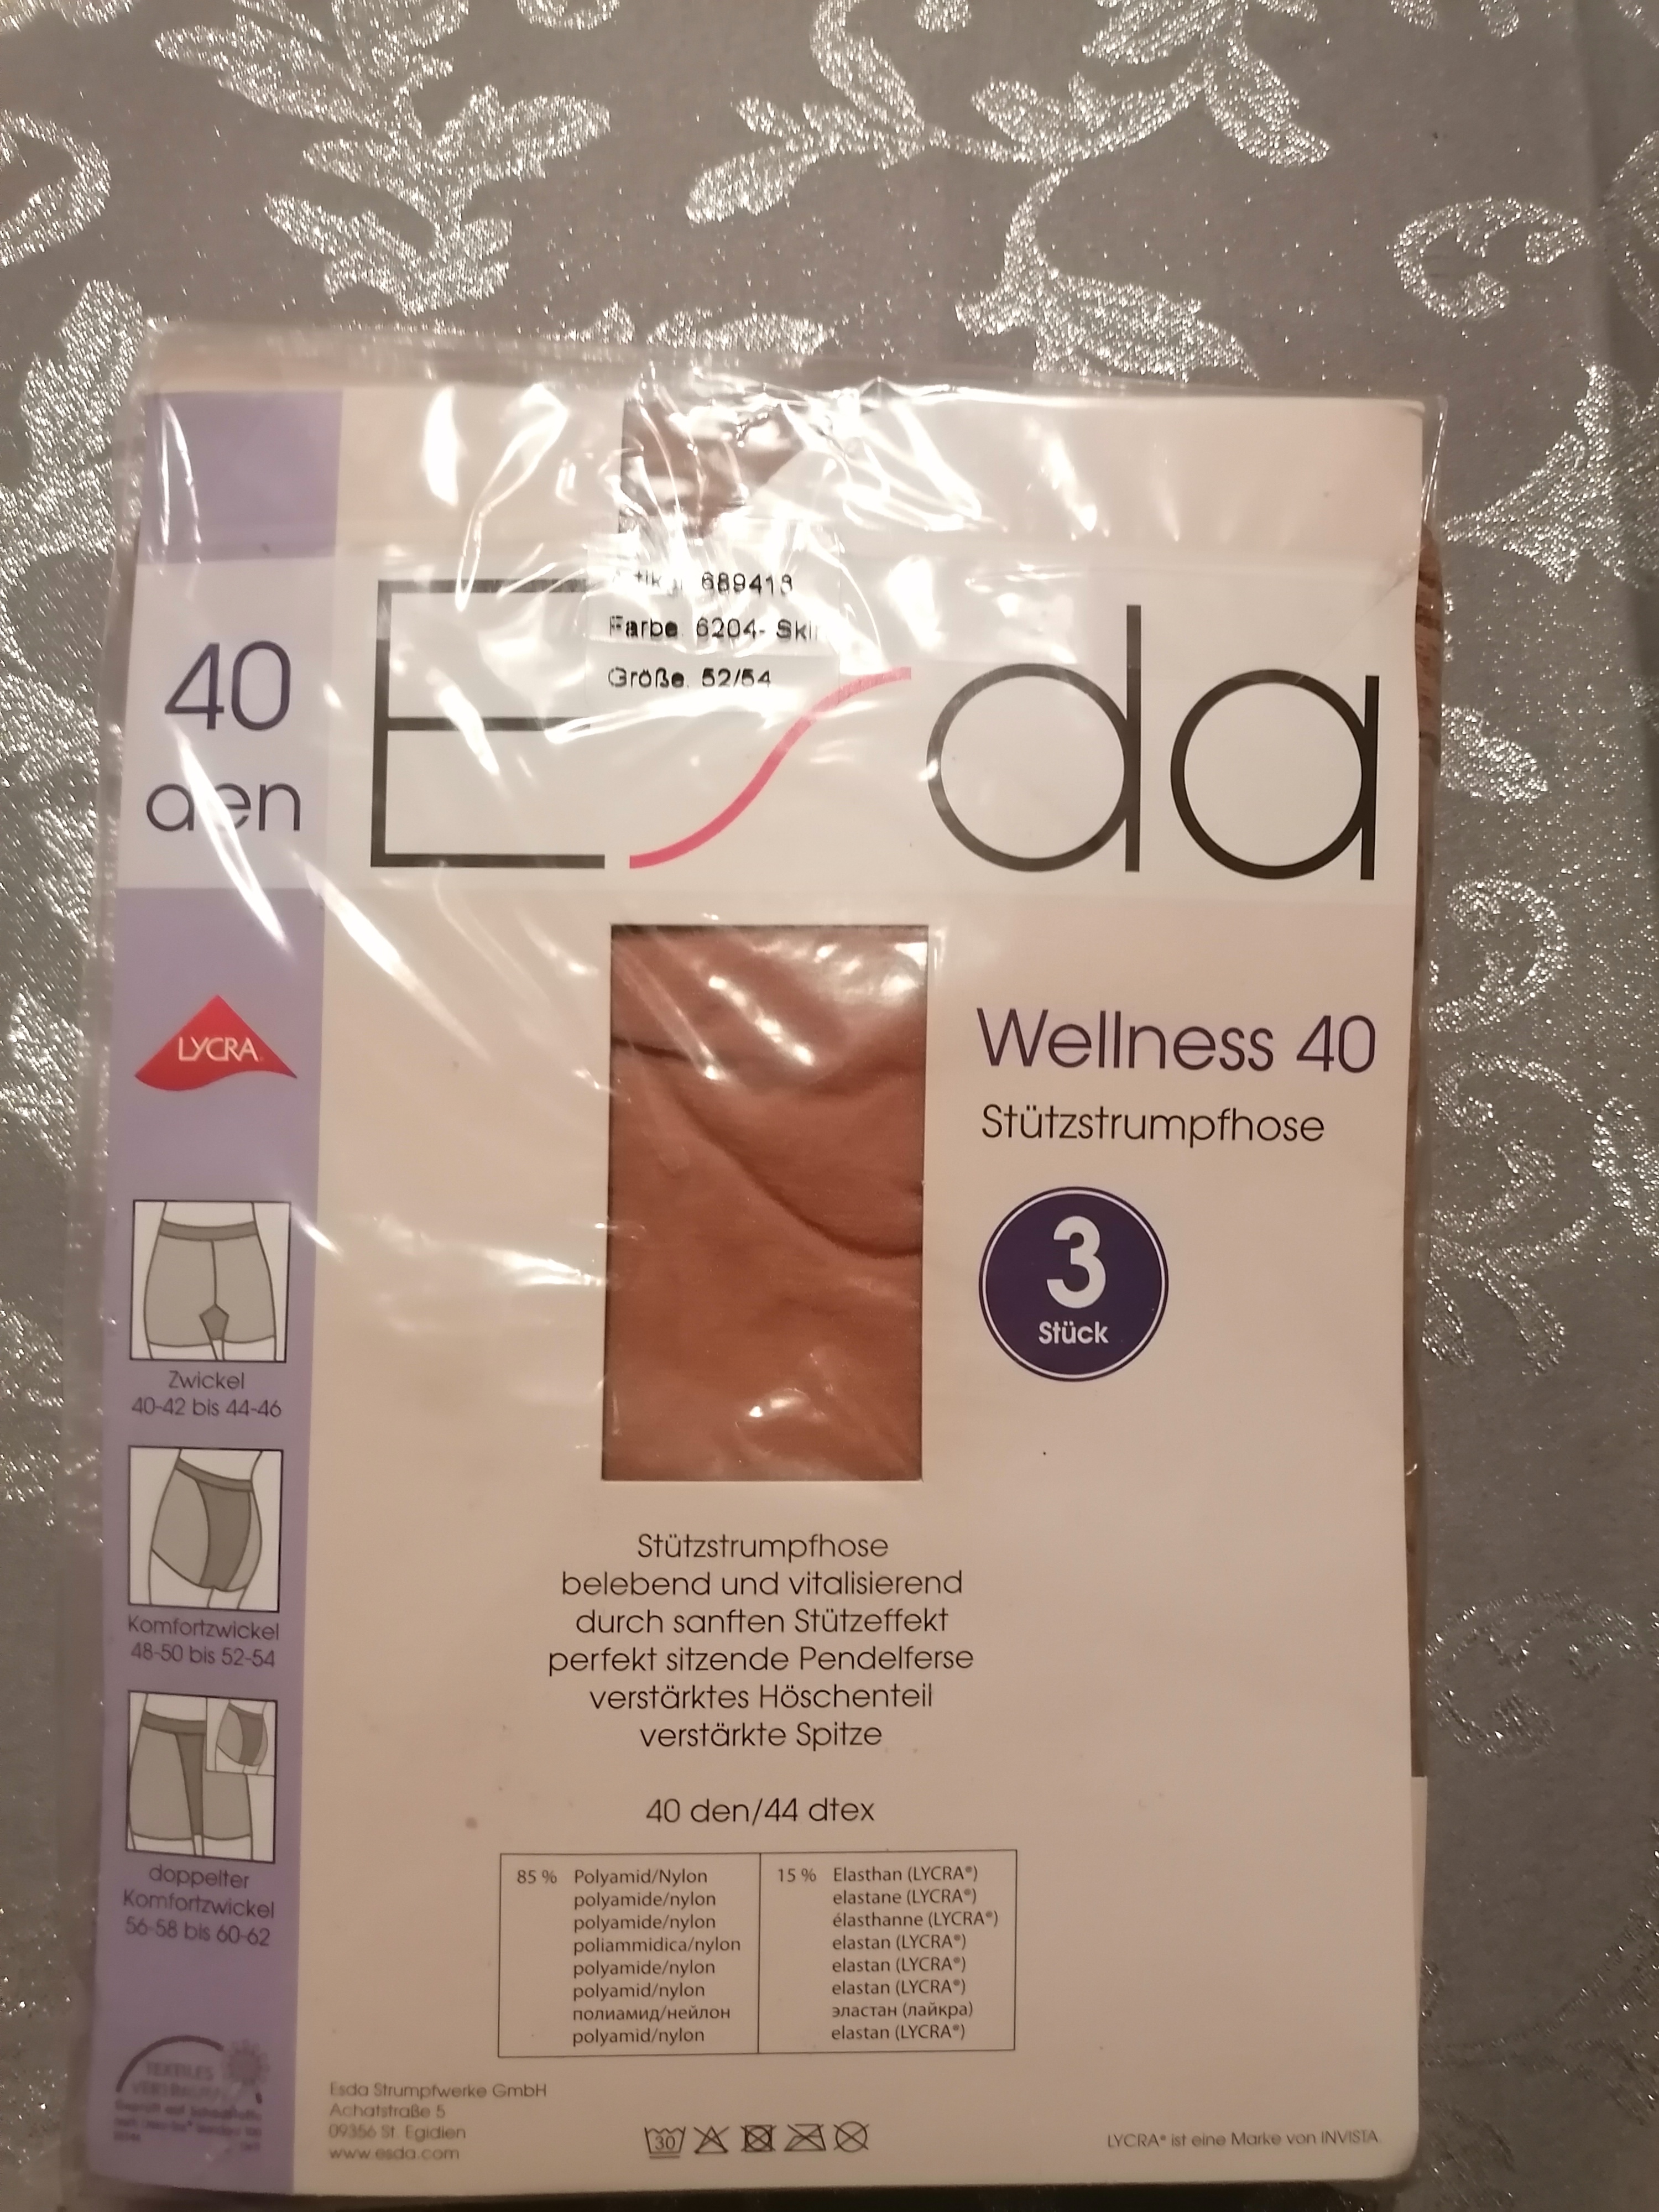 689418
Farbe. 6204- Skin
Größe. 52/54
40
den
Esda
LYCRA
Wellness 40
Stützstrumpfhose
3
Stück
Zwickel
40-42 bis 44-46
Komfortzwickel
48-50 bis 52-54
doppelter
Komfortzwickel
56-58 bis 60-62
Stützstrumpfhose
belebend und vitalisierend
durch sanften Stützeffekt
perfekt sitzende Pendelferse
verstärktes Höschenteil
verstärkte Spitze
40 den/44 dtex
85 % Polyamid/Nylon 15 % Elasthan (LYCRA®)
polyamide/nylon elastane (LYCRA®)
polyamide/nylon élasthanne (LYCRA®)
poliammidica/nylon elastan (LYCRA®)
polyamide/nylon elastan (LYCRA®)
polyamid/nylon elastan (LYCRA®)
полиамид/нейлон эластан (лайкра)
polyamid/nylon elastan (LYCRA®)
TEXTILES
Esda Strumpfwerke GmbH
Achatstraße 5
09356 St. Egidien
www.esda.com
30
LYCRA® ist eine Marke von INVISTA.